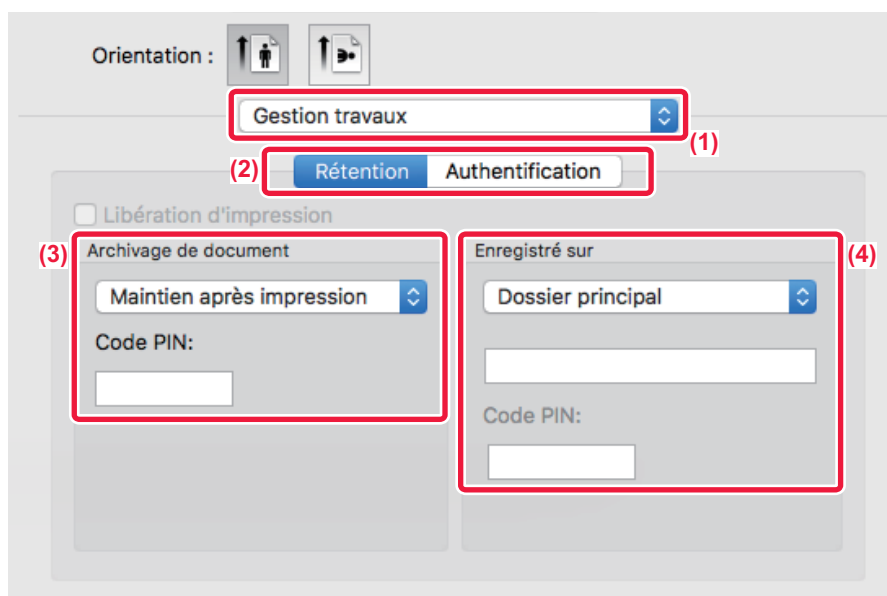 Orientation :
Gestion travaux
(1)
(2)
Rétention Authentification
Libération d'impression
(3)
Archivage de document
Maintien après impression
Code PIN:
Enregistré sur
(4)
Dossier principal
Code PIN: